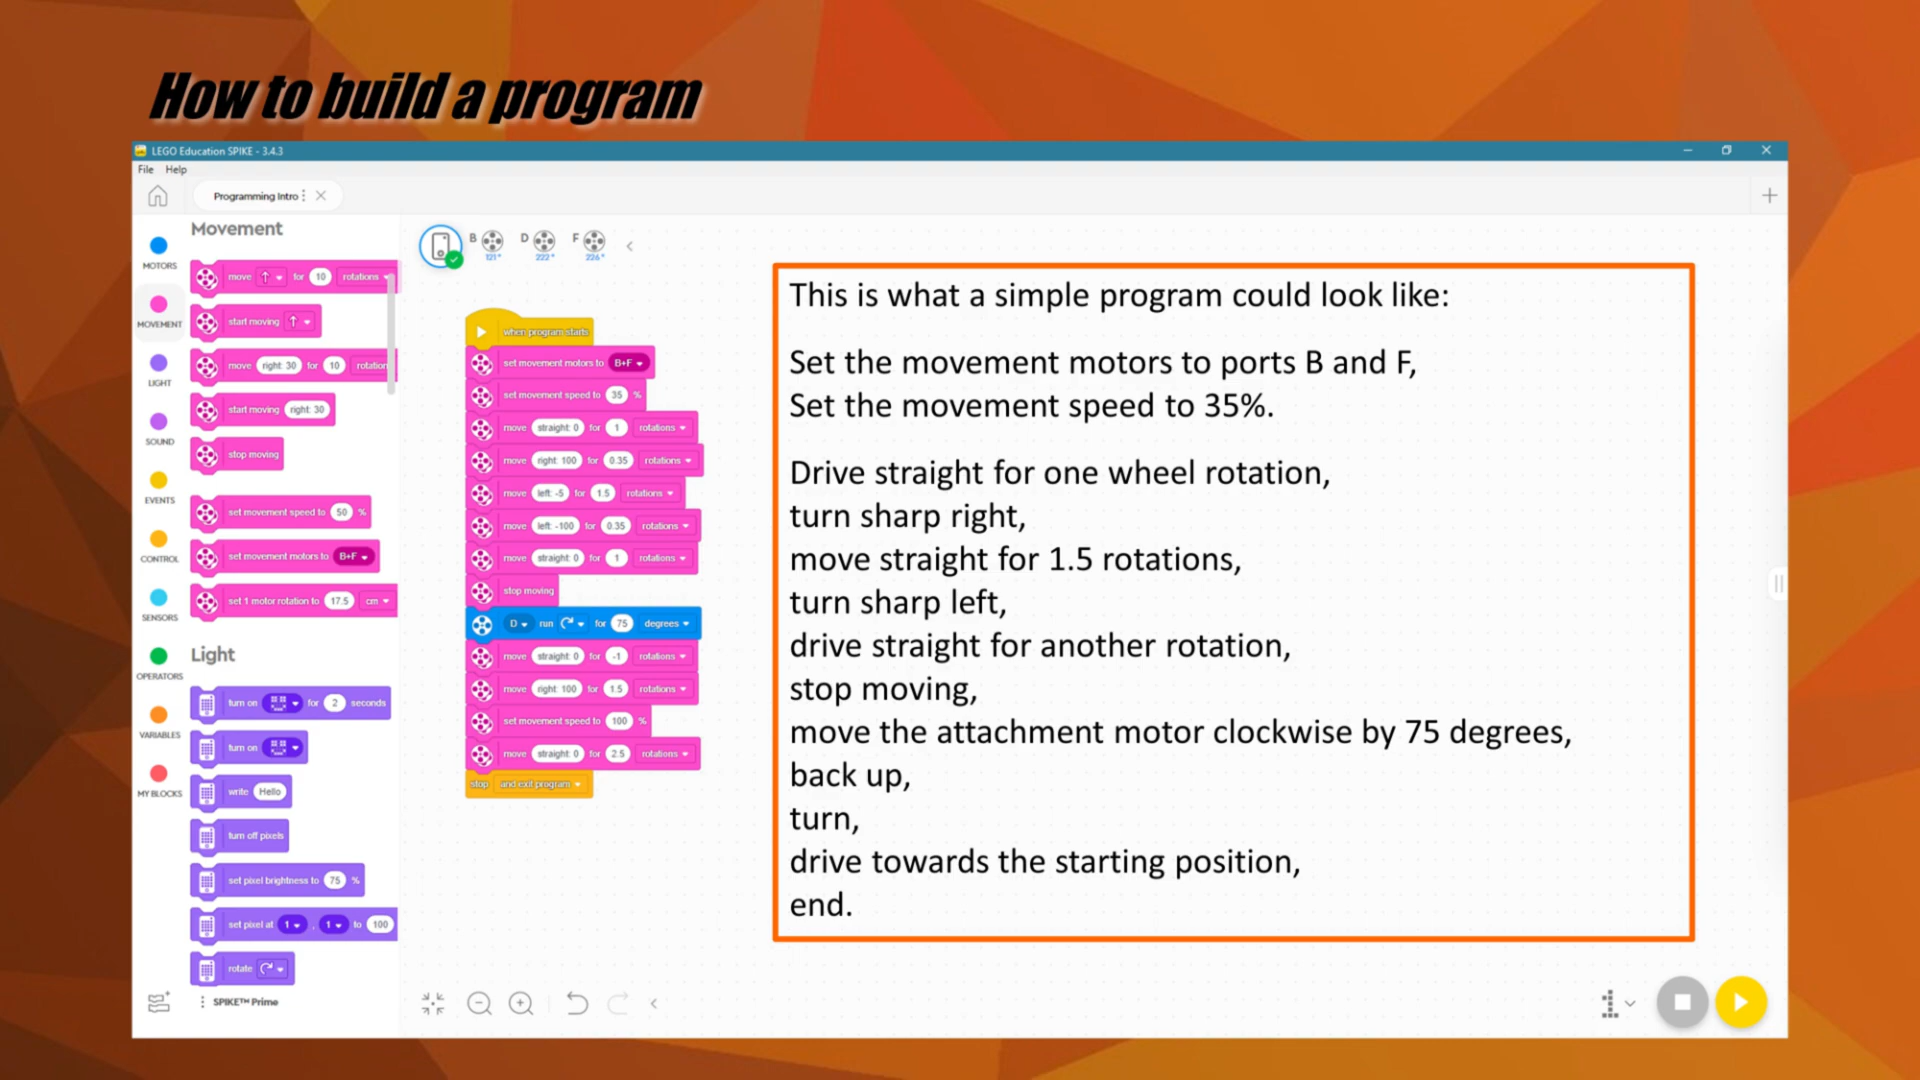 How to build a program
LEGO Education SPIKE - 3.4.3
File Help
Programming Intro
Movement
MOTORS
MOVEMENT
LIGHT
SOUND
EVENTS
CONTROL
SENSORS
OPERATORS
VARIABLES
MY BLOCKS
move for 10 rotations
start moving
move right: 30 for 10 rotation
start moving right: 30
stop moving
set movement speed to 50 %
set movement motors to B+F
set 1 motor rotation to 17.5 cm
Light
turn on for 2 seconds
turn on
write Hello
turn off pixels
set pixel brightness to 75 %
set pixel at 1 , 1 to 100
rotate
SPIKE™ Prime
B D F
121° 222° 226°
when program starts
set movement motors to B+F
set movement speed to 35 %
move straight: 0 for 1 rotations
move right: 100 for 0.35 rotations
move left: -5 for 1.5 rotations
move left: -100 for 0.35 rotations
move straight: 0 for 1 rotations
stop moving
D run for 75 degrees
move straight: 0 for -1 rotations
move right: 100 for 1.5 rotations
set movement speed to 100 %
move straight: 0 for 2.5 rotations
stop and exit program
This is what a simple program could look like:
Set the movement motors to ports B and F,
Set the movement speed to 35%.
Drive straight for one wheel rotation,
turn sharp right,
move straight for 1.5 rotations,
turn sharp left,
drive straight for another rotation,
stop moving,
move the attachment motor clockwise by 75 degrees,
back up,
turn,
drive towards the starting position,
end.